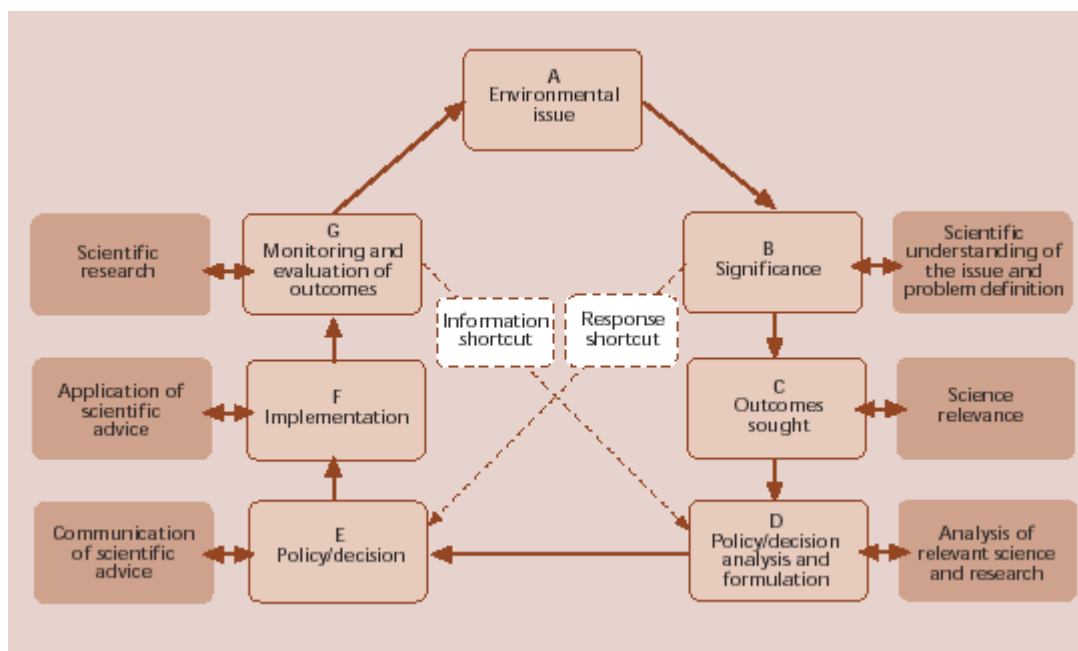 A
Environmental
issue
G
Monitoring and
evaluation of
outcomes
Scientific
research
B
Significance
Scientific
understanding of
the issue and
problem definition
Information
shortcut
Response
shortcut
Application of
scientific
advice
F
Implementation
C
Outcomes
sought
Science
relevance
Communication
of scientific
advice
E
Policy/decision
D
Policy/decision
analysis and
formulation
Analysis of
relevant science
and research